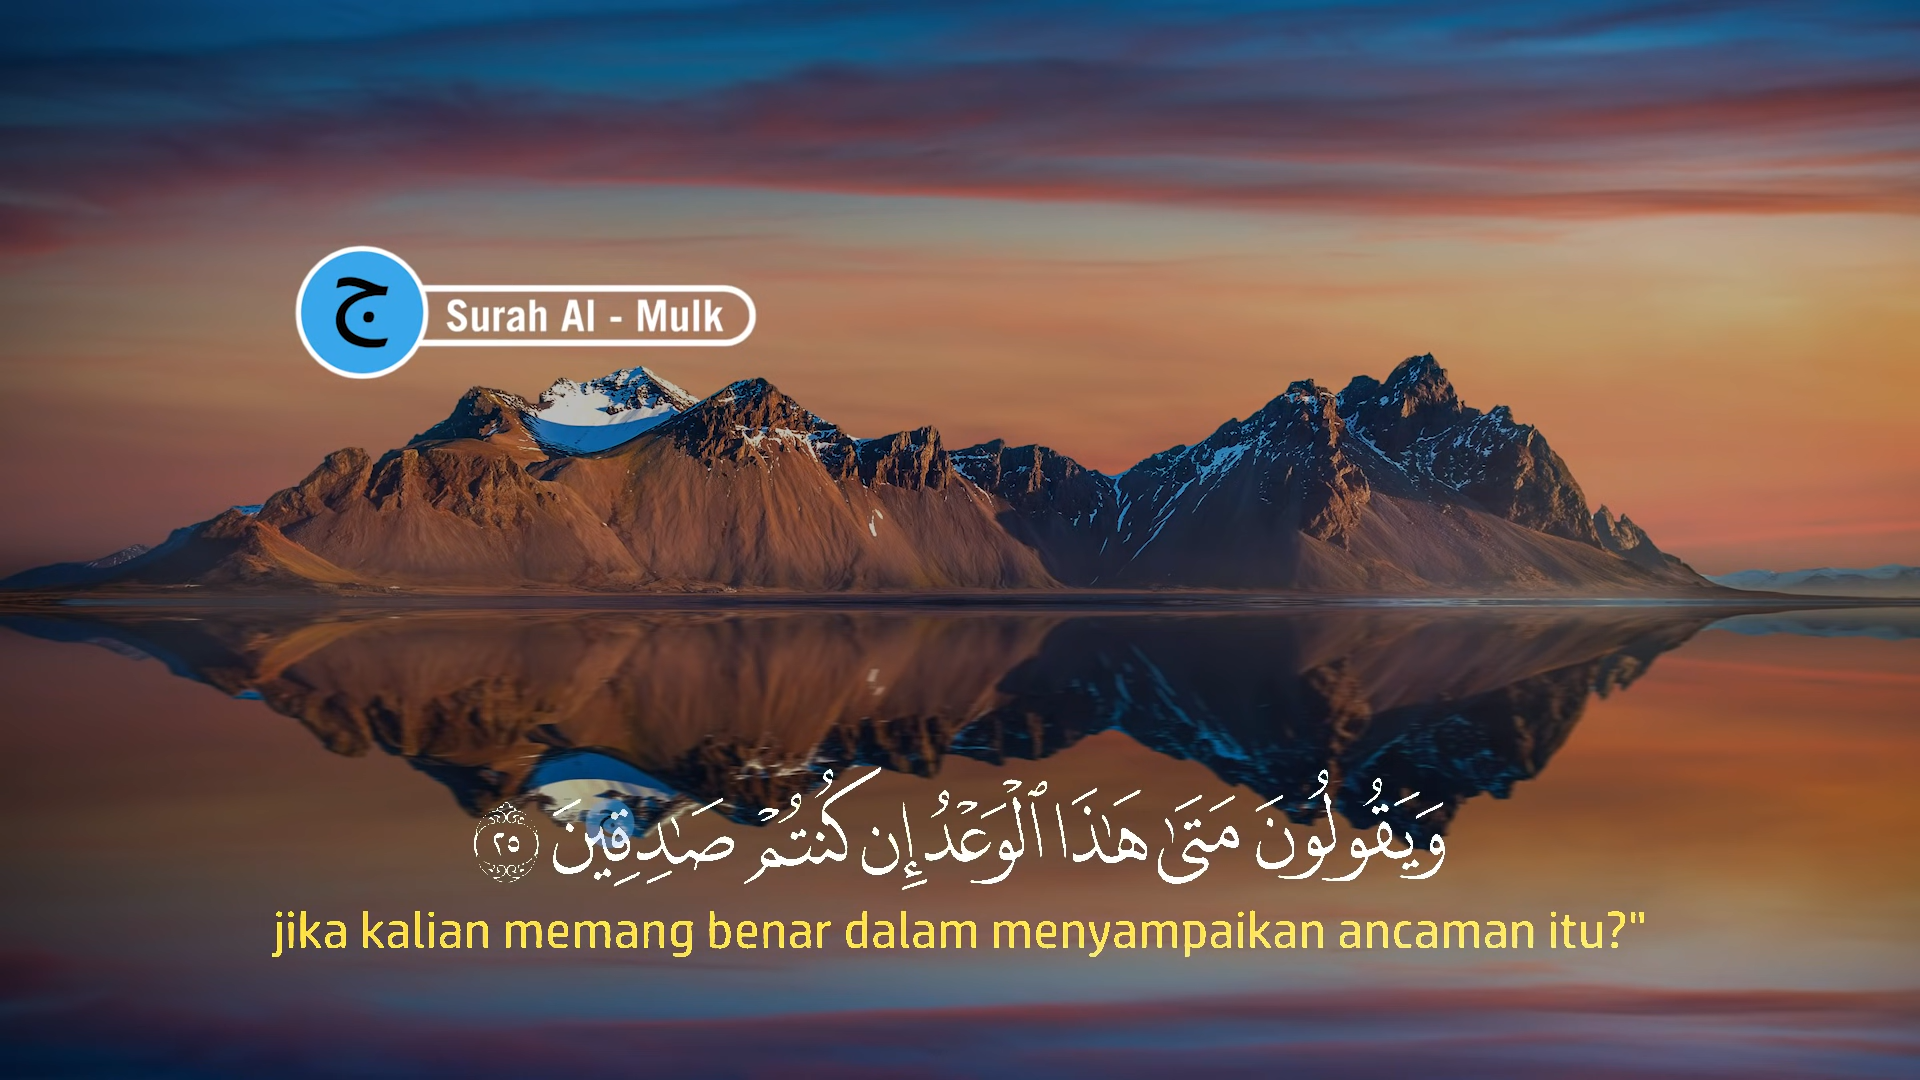 ج
Surah Al - Mulk
وَيَقُولُونَ مَتَىٰ هَٰذَا ٱلْوَعْدُ إِن كُنتُمْ صَٰدِقِينَ ٢٥
jika kalian memang benar dalam menyampaikan ancaman itu?"